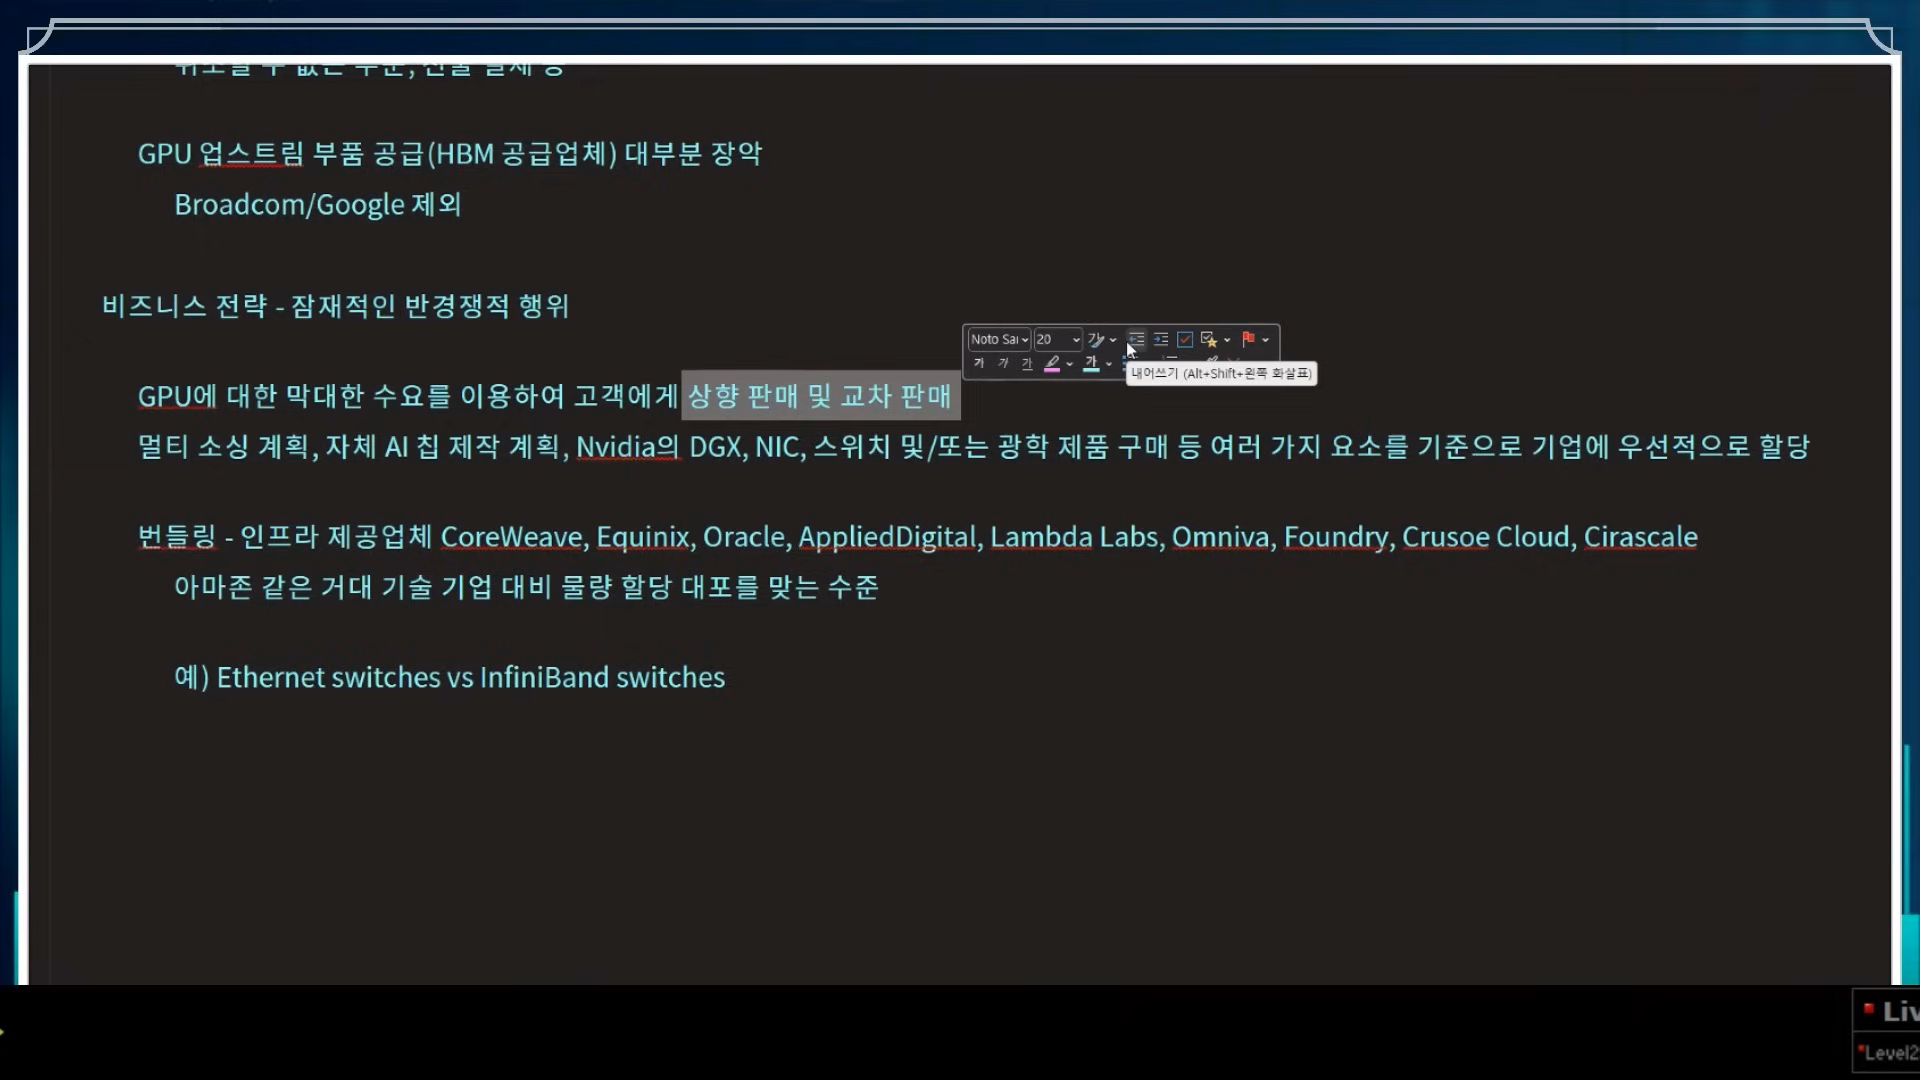 GPU 업스트림 부품 공급(HBM 공급업체) 대부분 장악
Broadcom/Google 제외
비즈니스 전략 - 잠재적인 반경쟁적 행위
Noto Sai 20
내어쓰기 (Alt+Shift+왼쪽 화살표)
GPU에 대한 막대한 수요를 이용하여 고객에게 상향 판매 및 교차 판매
멀티 소싱 계획, 자체 AI 칩 제작 계획, Nvidia의 DGX, NIC, 스위치 및/또는 광학 제품 구매 등 여러 가지 요소를 기준으로 기업에 우선적으로 할당
번들링 - 인프라 제공업체 CoreWeave, Equinix, Oracle, AppliedDigital, Lambda Labs, Omniva, Foundry, Crusoe Cloud, Cirascale
아마존 같은 거대 기술 기업 대비 물량 할당 대포를 맞는 수준
예) Ethernet switches vs InfiniBand switches
Liv
Level2